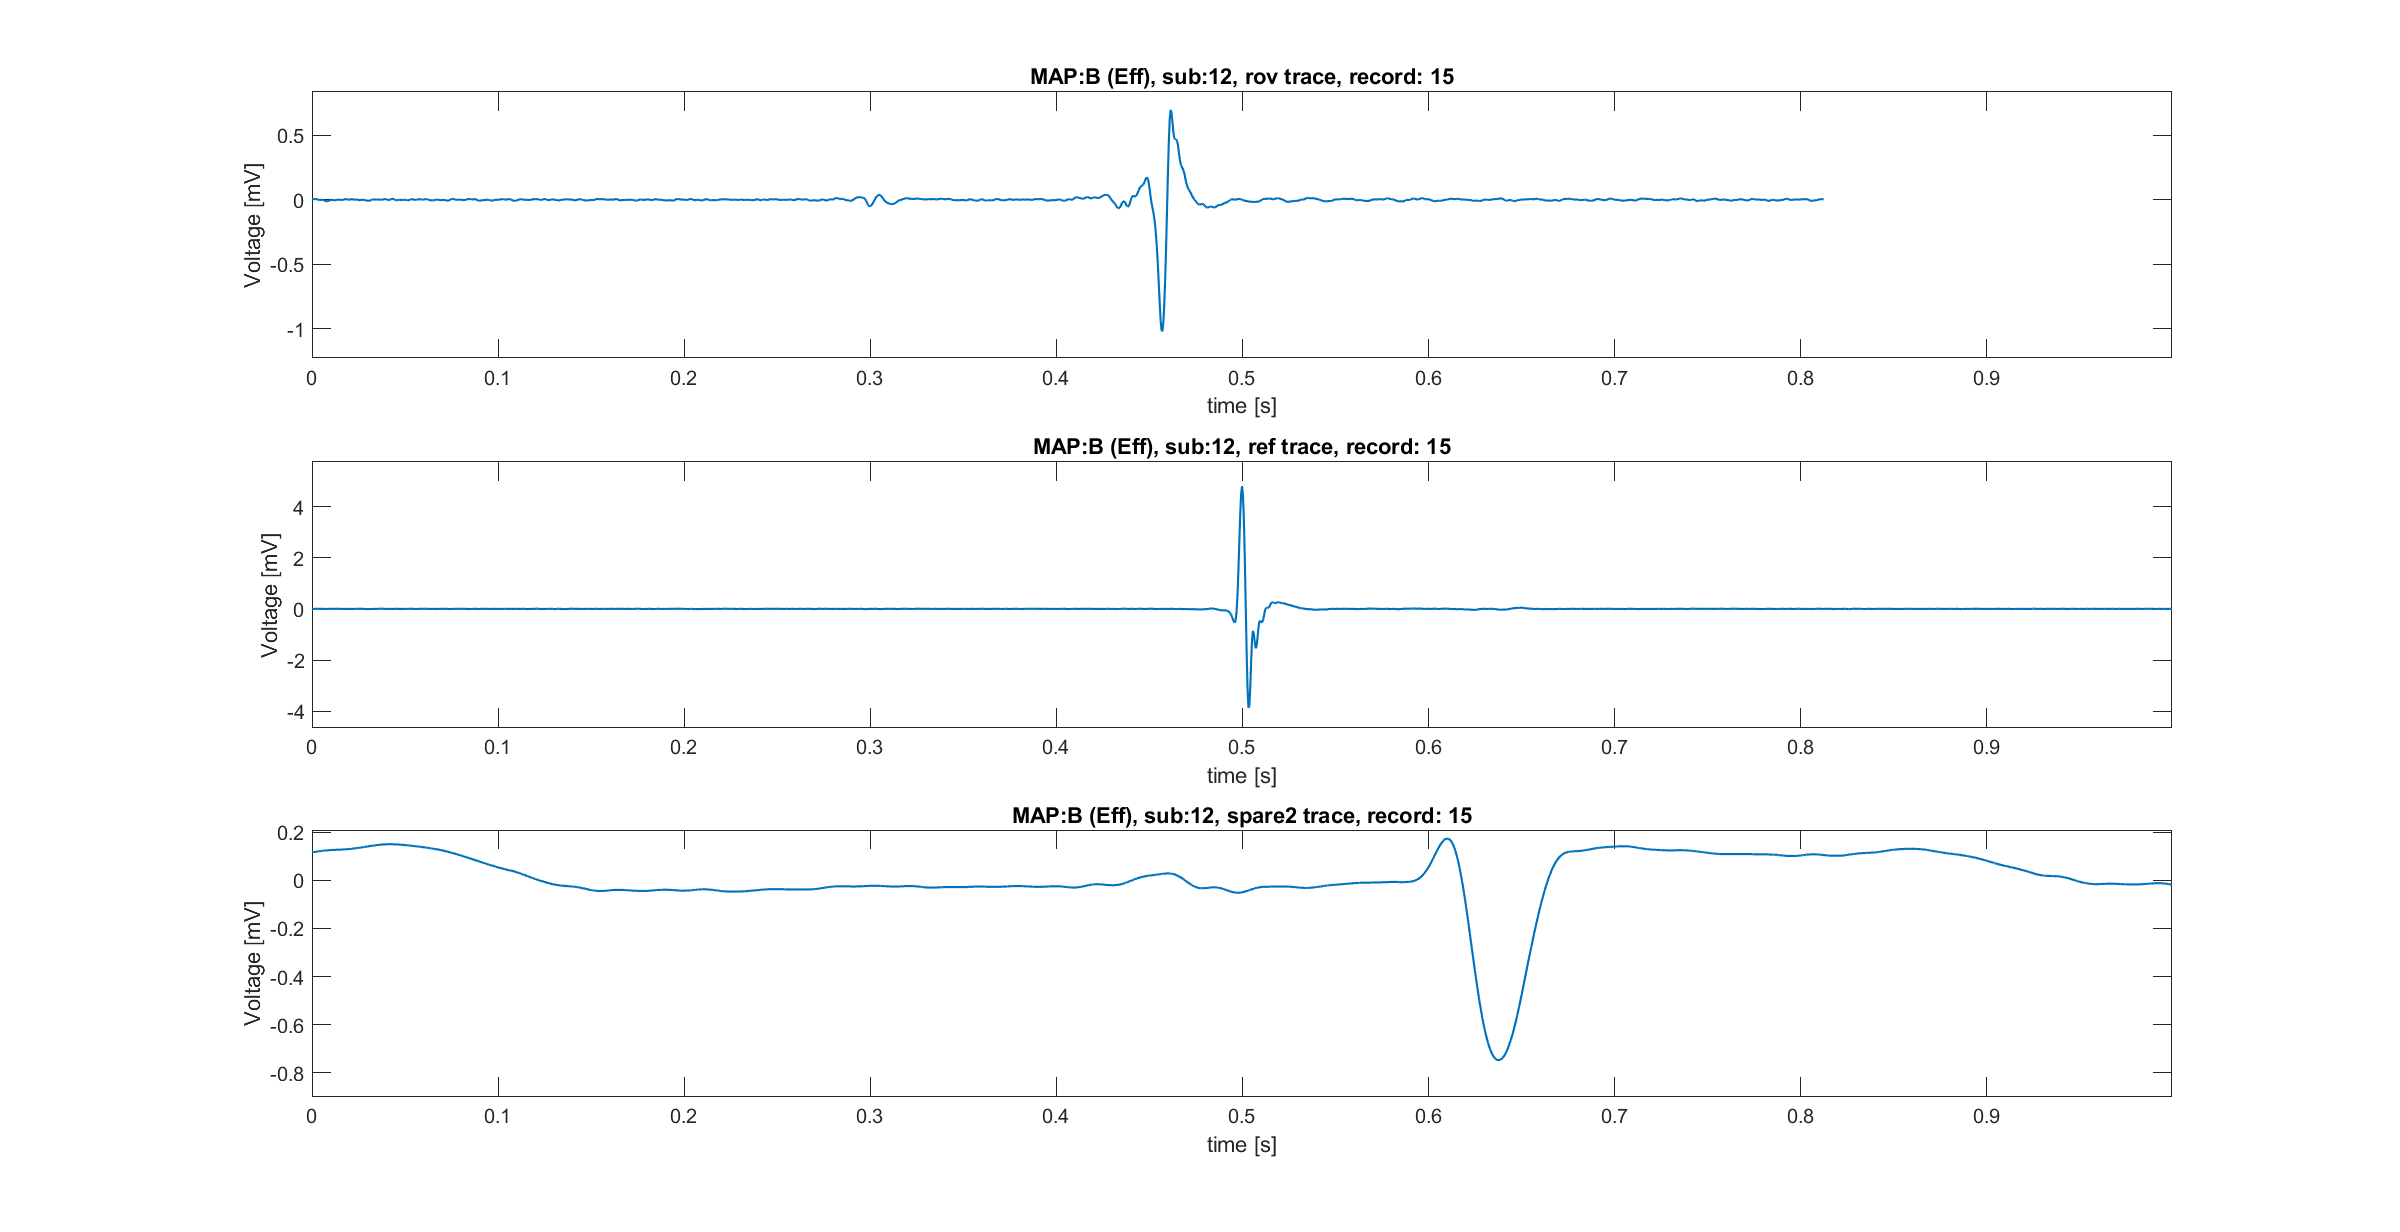 MAP:B (Eff), sub:12, rov trace, record: 15
0.5
0
-0.5
-1
Voltage [mV]
0 0.1 0.2 0.3 0.4 0.5 0.6 0.7 0.8 0.9
time [s]
MAP:B (Eff), sub:12, ref trace, record: 15
4
2
0
-2
-4
Voltage [mV]
0 0.1 0.2 0.3 0.4 0.5 0.6 0.7 0.8 0.9
time [s]
MAP:B (Eff), sub:12, spare2 trace, record: 15
0.2
0
-0.2
-0.4
-0.6
-0.8
Voltage [mV]
0 0.1 0.2 0.3 0.4 0.5 0.6 0.7 0.8 0.9
time [s]